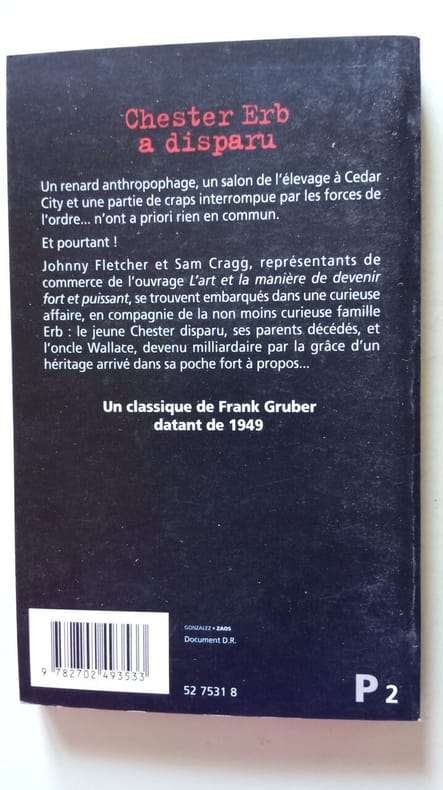 Chester Erb
a disparu
Un renard anthropophage, un salon de l'élevage à Cedar
City et une partie de craps interrompue par les forces de
l'ordre... n'ont a priori rien en commun.
Et pourtant !
Johnny Fletcher et Sam Cragg, représentants de
commerce de l'ouvrage L'art et la manière de devenir
fort et puissant, se trouvent embarqués dans une curieuse
affaire, en compagnie de la non moins curieuse famille
Erb : le jeune Chester disparu, ses parents décédés, et
l'oncle Wallace, devenu milliardaire par la grâce d'un
héritage arrivé dans sa poche fort à propos...
Un classique de Frank Gruber
datant de 1949
GONZALEZ • ZAOS
Document D.R.
9 782702 493533
52 7531 8
P 2